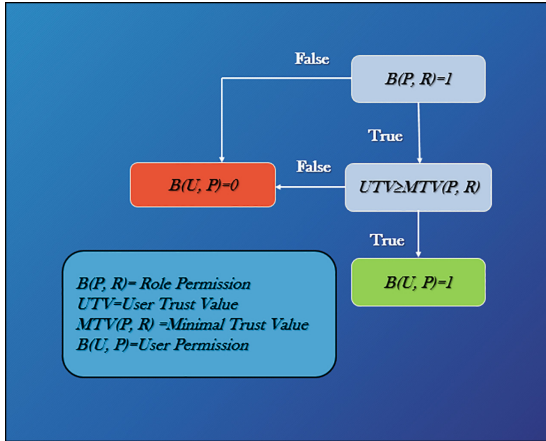 False
B(P, R)=1
True
False
B(U, P)=0
UTV≥MTV(P, R)
True
B(U, P)=1
B(P, R)= Role Permission
UTV=User Trust Value
MTV(P, R) =Minimal Trust Value
B(U, P)=User Permission